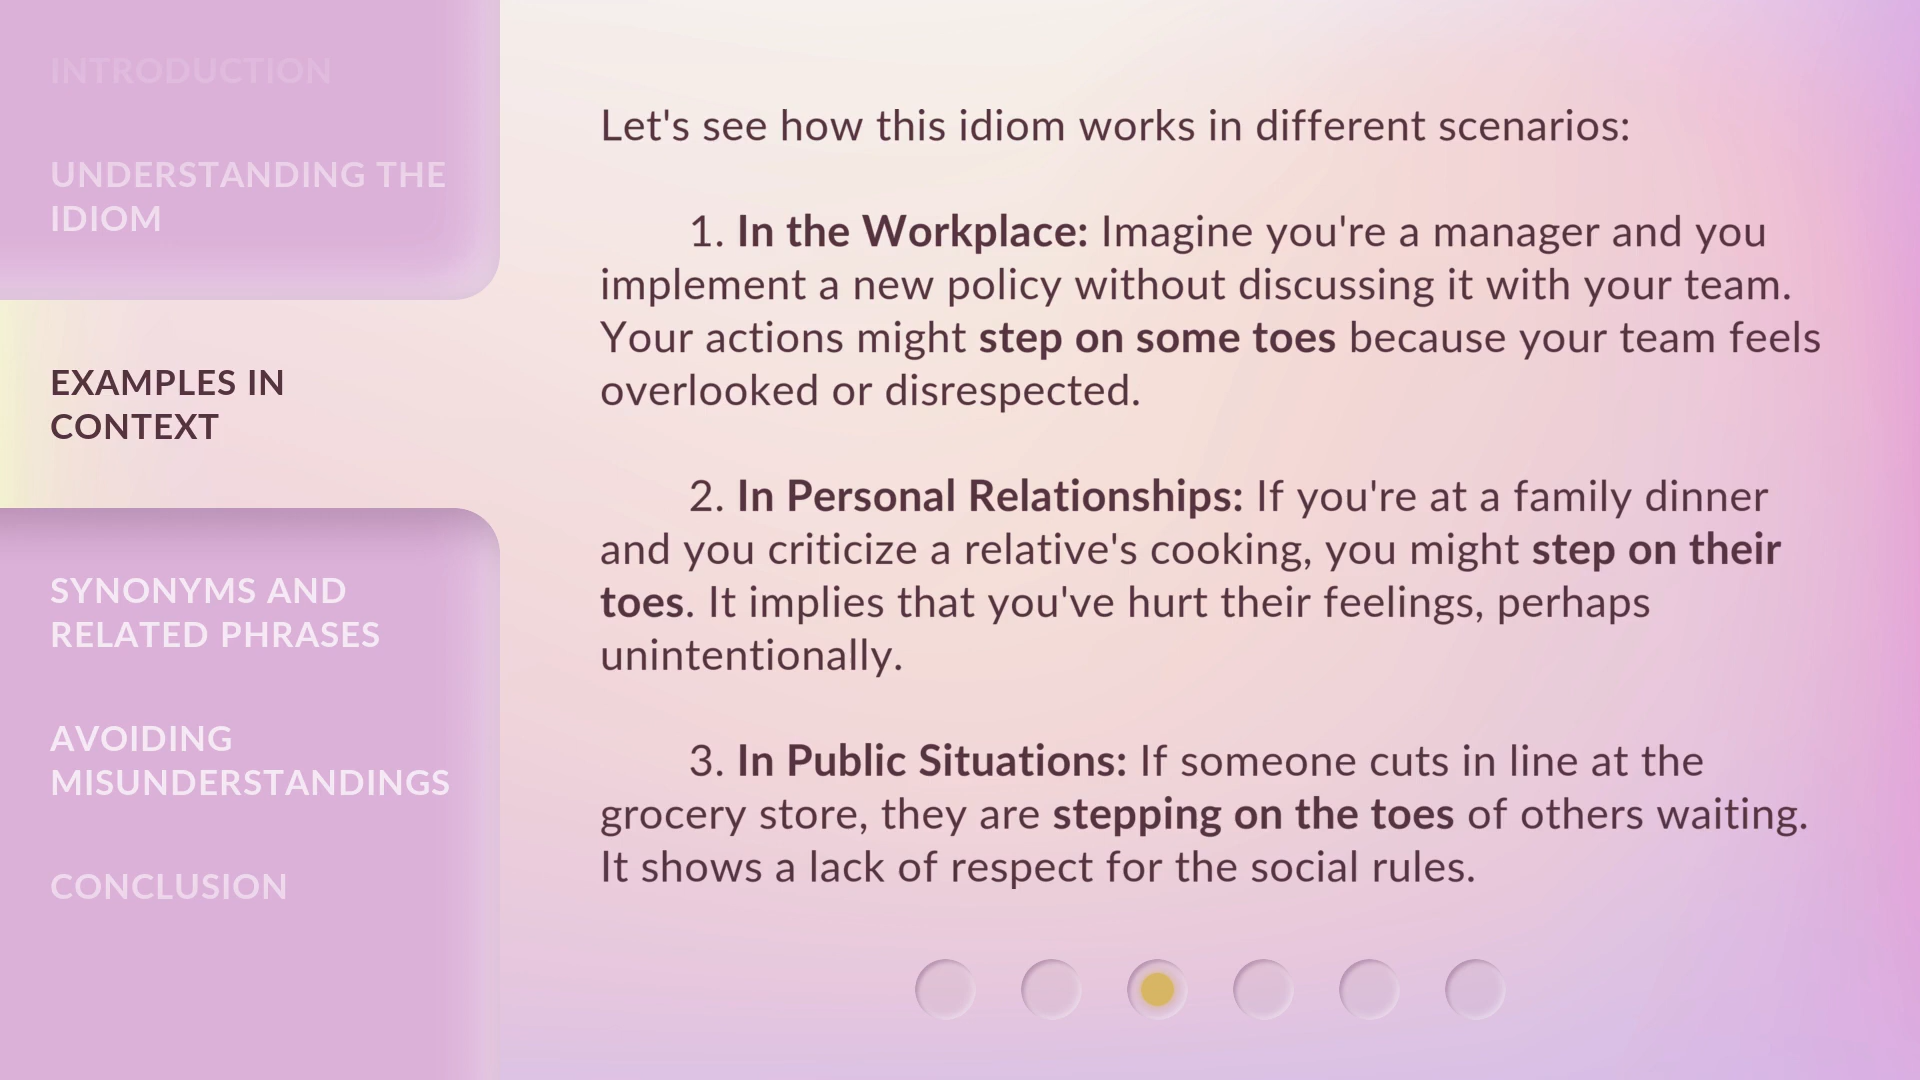 INTRODUCTION
UNDERSTANDING THE
IDIOM
EXAMPLES IN
CONTEXT
SYNONYMS AND
RELATED PHRASES
AVOIDING
MISUNDERSTANDINGS
CONCLUSION
Let's see how this idiom works in different scenarios:
1. In the Workplace: Imagine you're a manager and you
implement a new policy without discussing it with your team.
Your actions might step on some toes because your team feels
overlooked or disrespected.
2. In Personal Relationships: If you're at a family dinner
and you criticize a relative's cooking, you might step on their
toes. It implies that you've hurt their feelings, perhaps
unintentionally.
3. In Public Situations: If someone cuts in line at the
grocery store, they are stepping on the toes of others waiting.
It shows a lack of respect for the social rules.